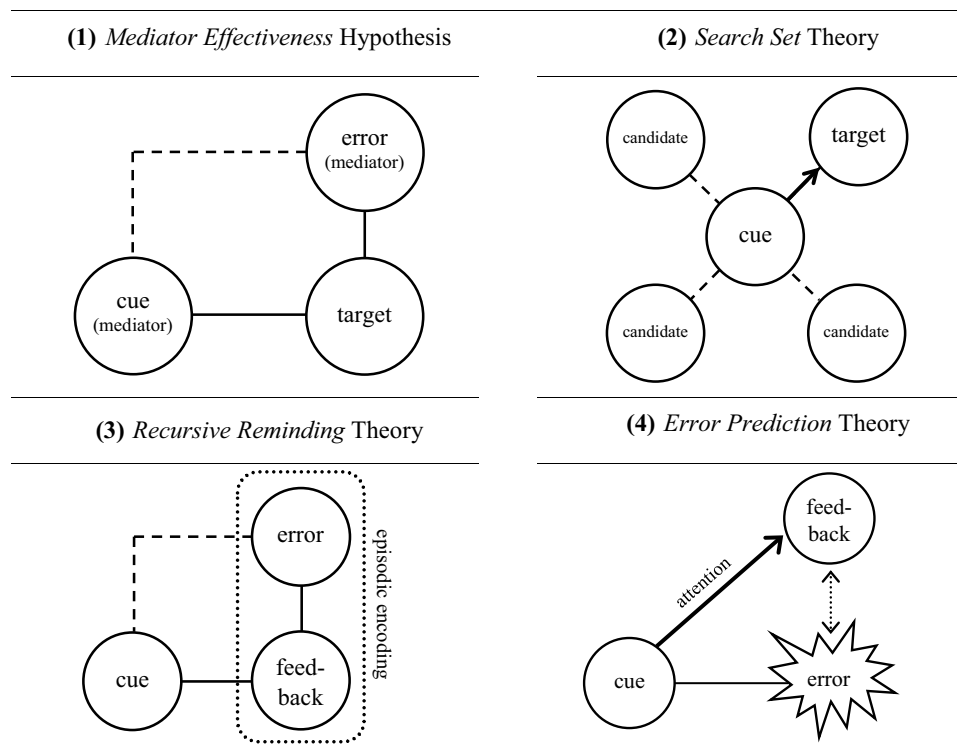 (1) Mediator Effectiveness Hypothesis
error
(mediator)
cue
(mediator)
target
(2) Search Set Theory
candidate
target
cue
candidate
candidate
(3) Recursive Reminding Theory
error
episodic encoding
cue
feed-
back
(4) Error Prediction Theory
feed-
back
attention
cue
error